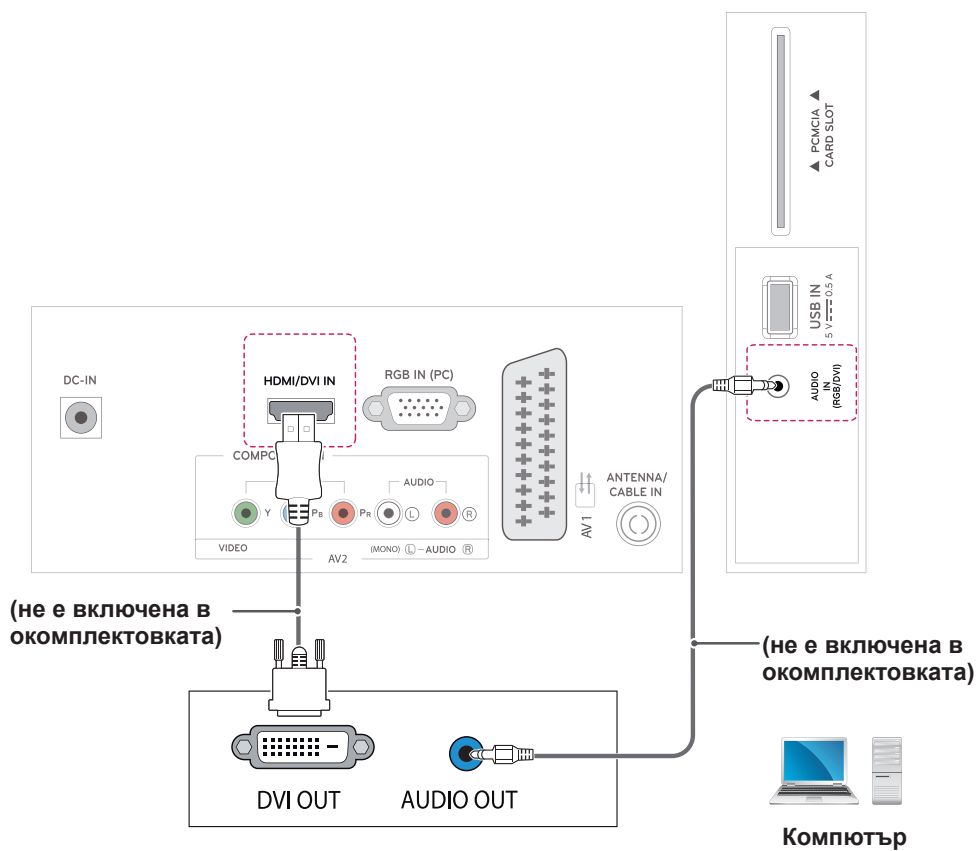 ▲ PCMCIA ▲
CARD SLOT
USB IN
5 V 0.5 A
AUDIO
IN
(RGB/DVI)
DC-IN
HDMI/DVI IN
RGB IN (PC)
COMPO N
AUDIO
Y PB PR L R
VIDEO
(MONO) L – AUDIO R
AV2
AV1
ANTENNA/
CABLE IN
(не е включена в
окомплектовката)
(не е включена в
окомплектовката)
DVI OUT
AUDIO OUT
Компютър